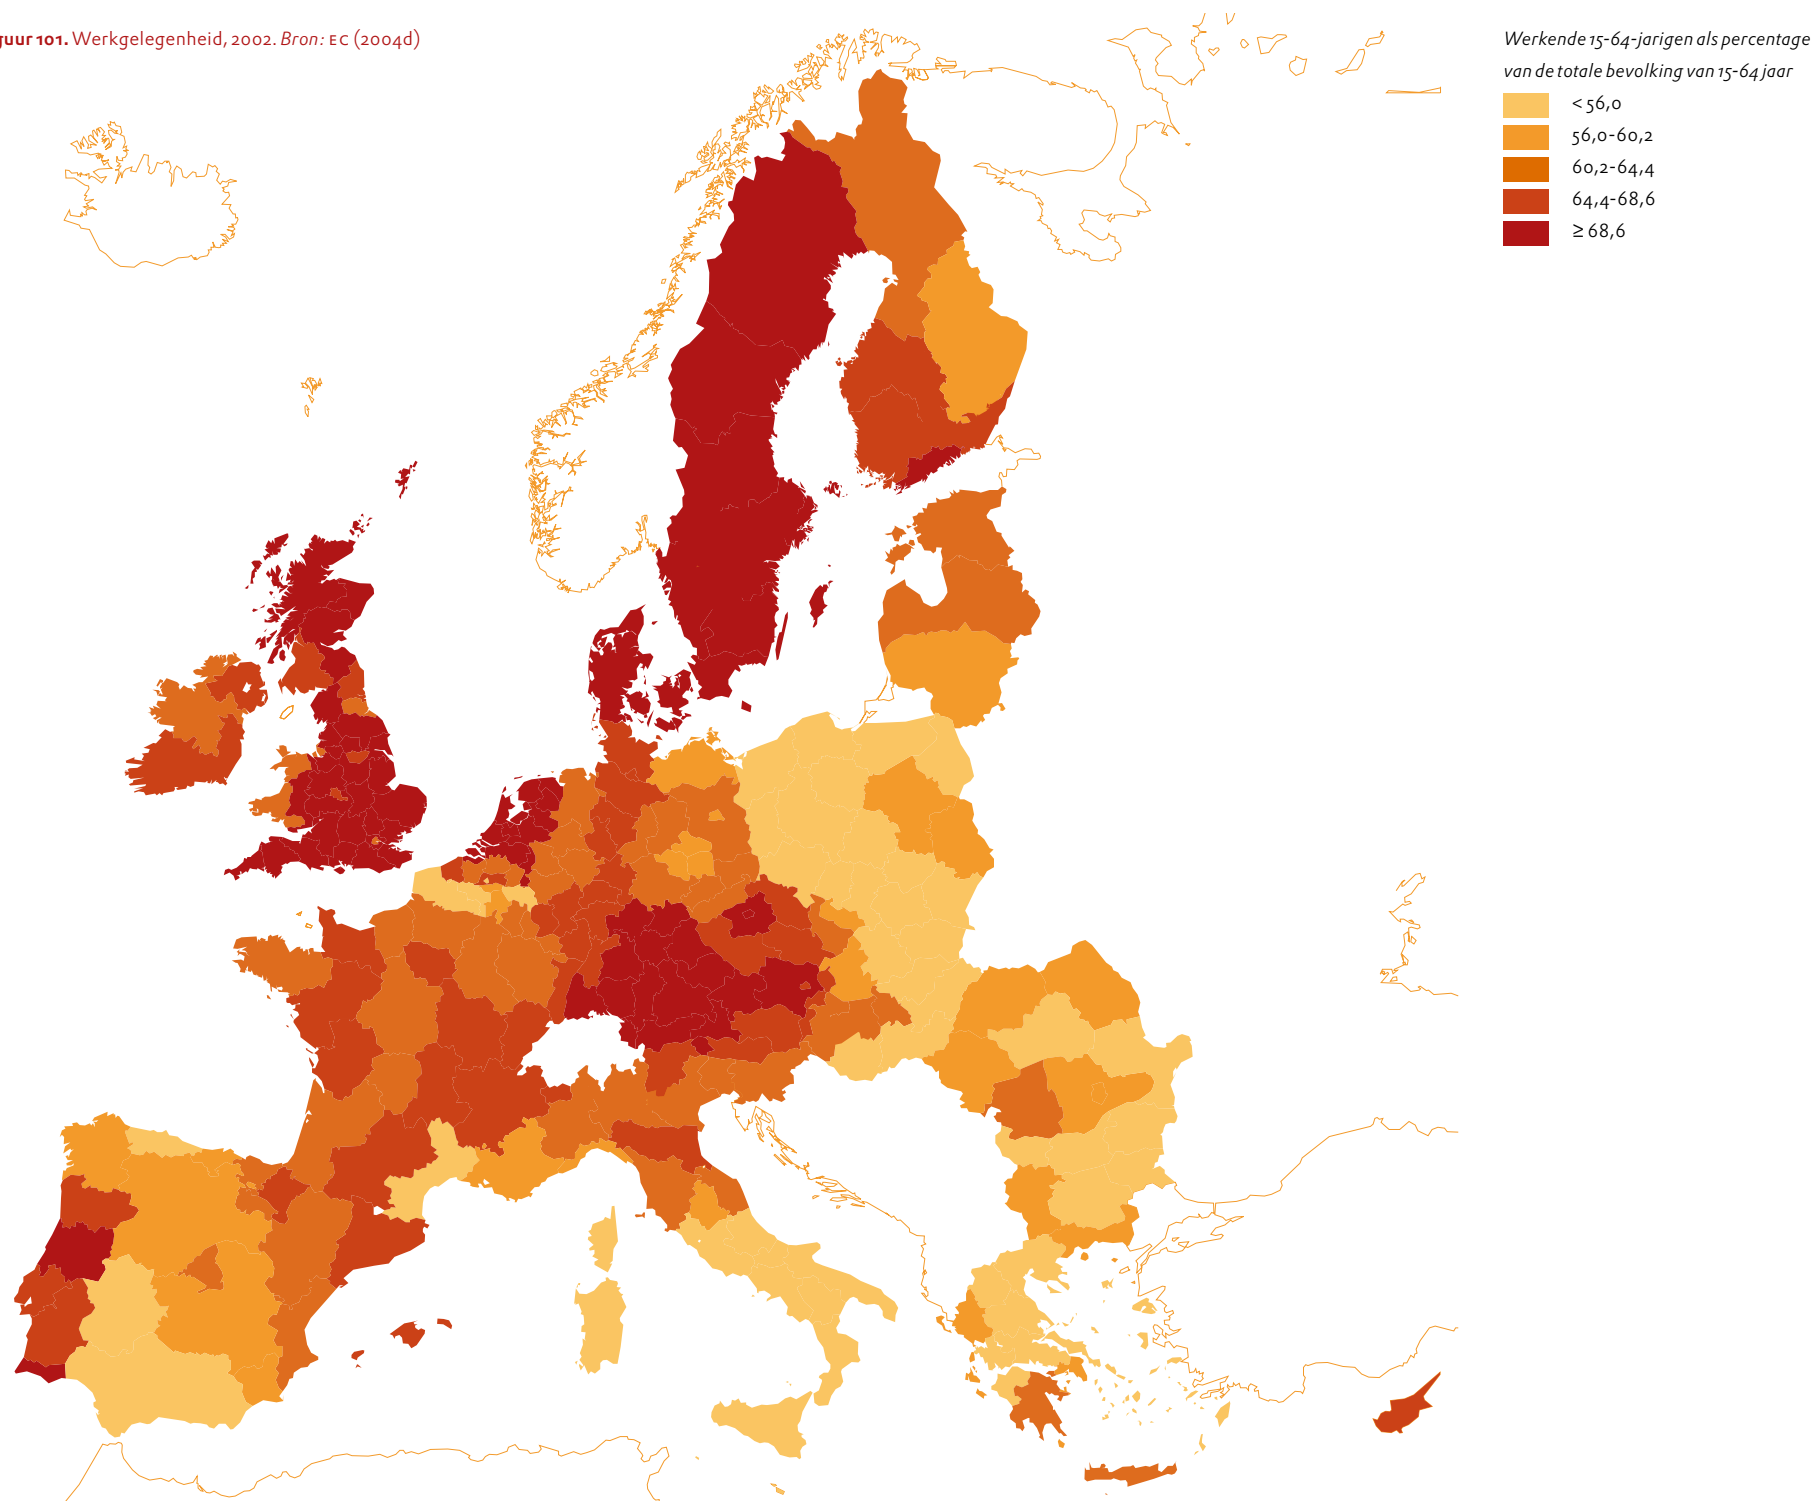 guur 101. Werkgelegenheid, 2002. Bron: EC (2004d)
Werkende 15-64-jarigen als percentage
van de totale bevolking van 15-64 jaar
< 56,0
56,0-60,2
60,2-64,4
64,4-68,6
≥ 68,6